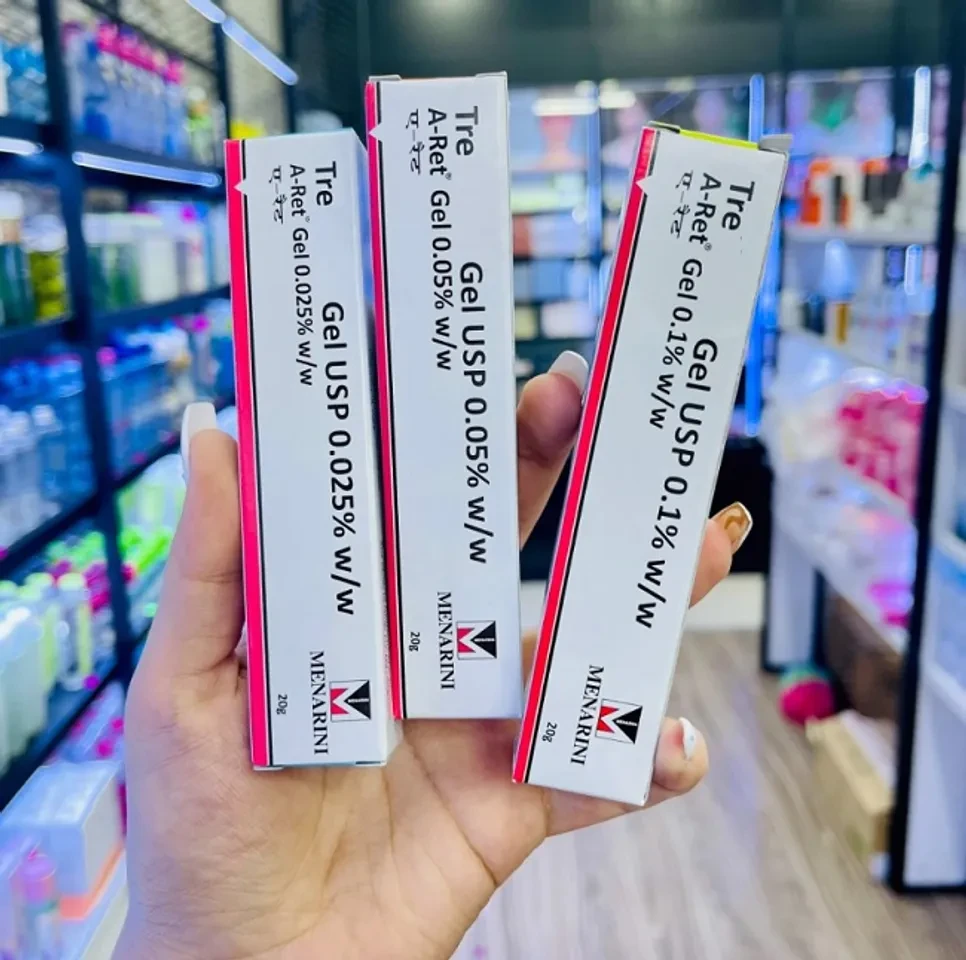 Tre
Gel USP 0.025% w/w
A-Ret® Gel 0.025% w/w
ए-रेट
MENARINI
20g
Tre
Gel USP 0.05% w/w
A-Ret® Gel 0.05% w/w
ए-रेट
MENARINI
20g
Tre
Gel USP 0.1% w/w
A-Ret® Gel 0.1% w/w
ए-रेट
MENARINI
20g